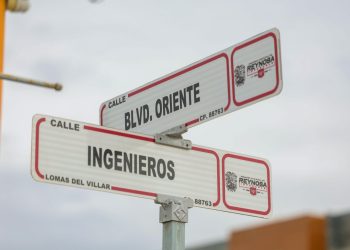 CALLE
BLVD. ORIENTE
CP. 88763
REYNOSA
CALLE
INGENIEROS
LOMAS DEL VILLAR
88763
REYNOSA